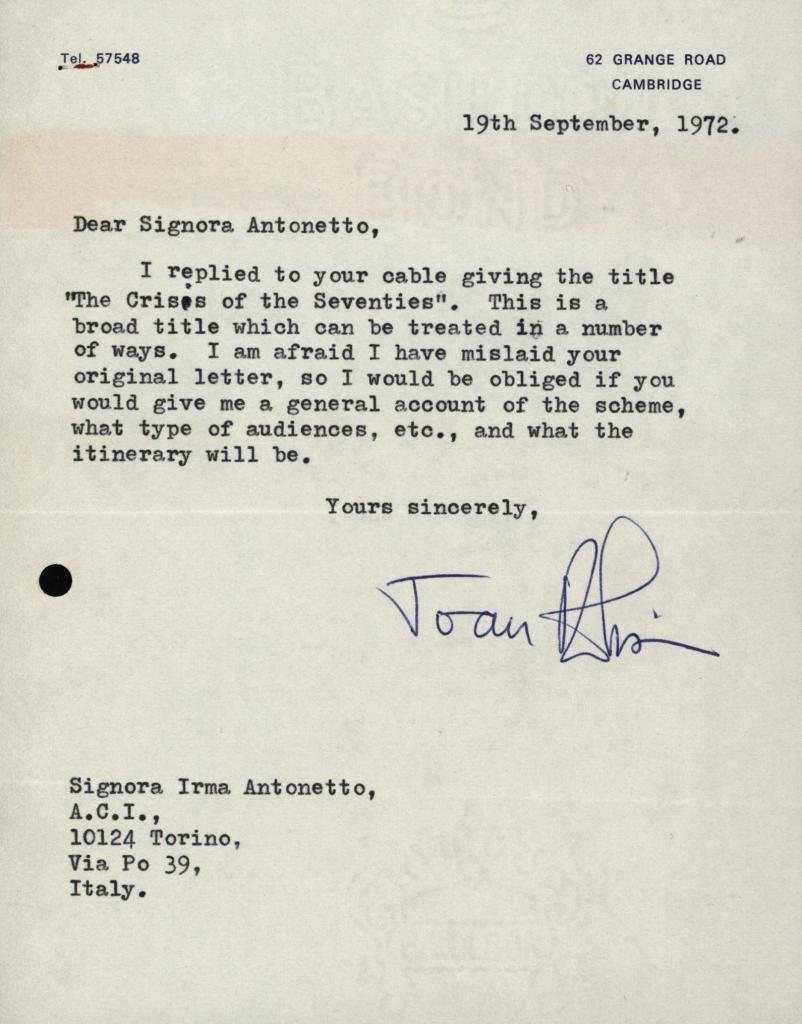 Tel. 57548
62 GRANGE ROAD
CAMBRIDGE
19th September, 1972.
Dear Signora Antonetto,
I replied to your cable giving the title
"The Crises of the Seventies". This is a
broad title which can be treated in a number
of ways. I am afraid I have mislaid your
original letter, so I would be obliged if you
would give me a general account of the scheme,
what type of audiences, etc., and what the
itinerary will be.
Yours sincerely,
Joan
Signora Irma Antonetto,
A.C.I.,
10124 Torino,
Via Po 39,
Italy.